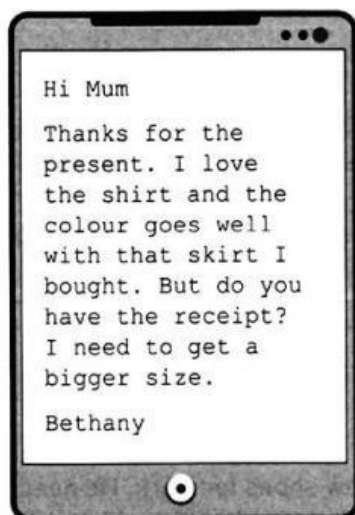 Hi Mum
Thanks for the
present. I love
the shirt and the
colour goes well
with that skirt I
bought. But do you
have the receipt?
I need to get a
bigger size.
Bethany